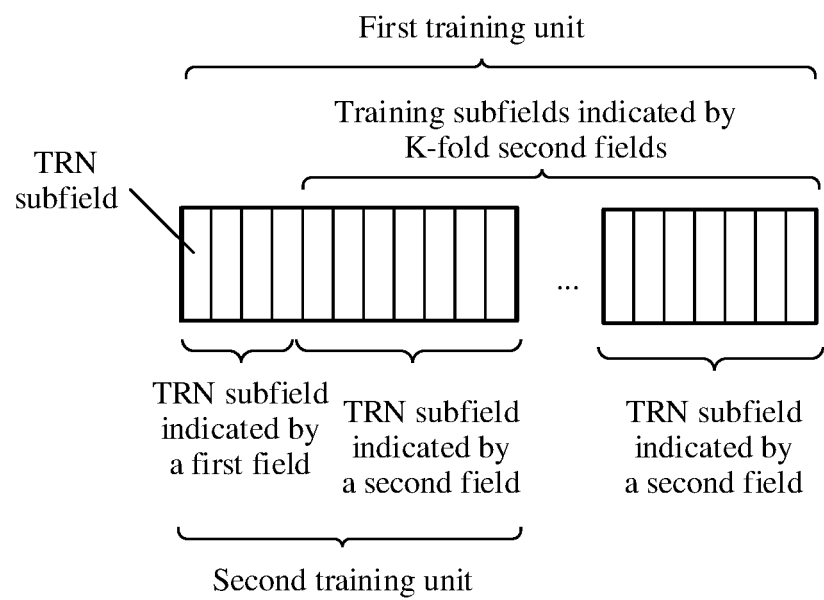 First training unit
Training subfields indicated by
K-fold second fields
TRN
subfield
...
TRN subfield
indicated by
a first field
TRN subfield
indicated by
a second field
TRN subfield
indicated by
a second field
Second training unit